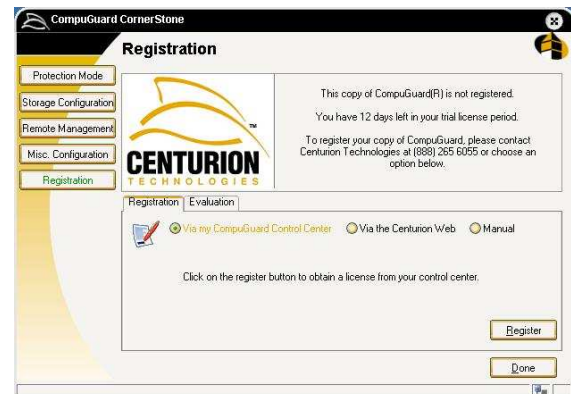 CompuGuard CornerStone
Registration
Protection Mode
Storage Configuration
Remote Management
Misc. Configuration
Registration
CENTURION
TECHNOLOGIES
TM
This copy of CompuGuard(R) is not registered.
You have 12 days left in your trial license period.
To register your copy of CompuGuard, please contact
Centurion Technologies at (888) 265 6055 or choose an
option below.
Registration Evaluation
Via my CompuGuard Control Center Via the Centurion Web Manual
Click on the register button to obtain a license from your control center.
Register
Done